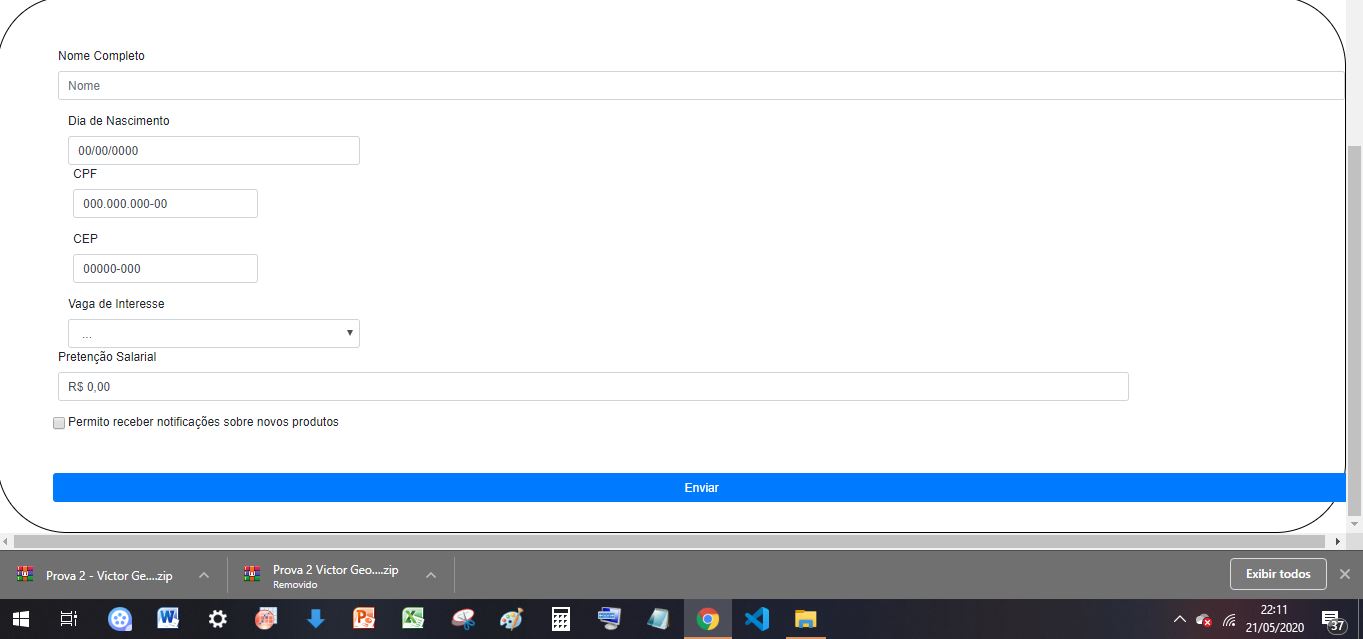 Nome Completo
Nome
Dia de Nascimento
00/00/0000
CPF
000.000.000-00
CEP
00000-000
Vaga de Interesse
...
Pretenção Salarial
R$ 0,00
Permito receber notificações sobre novos produtos
Enviar
Prova 2 - Victor Ge....zip
Prova 2 Victor Geo....zip
Removido
Exibir todos
22:11
21/05/2020
37